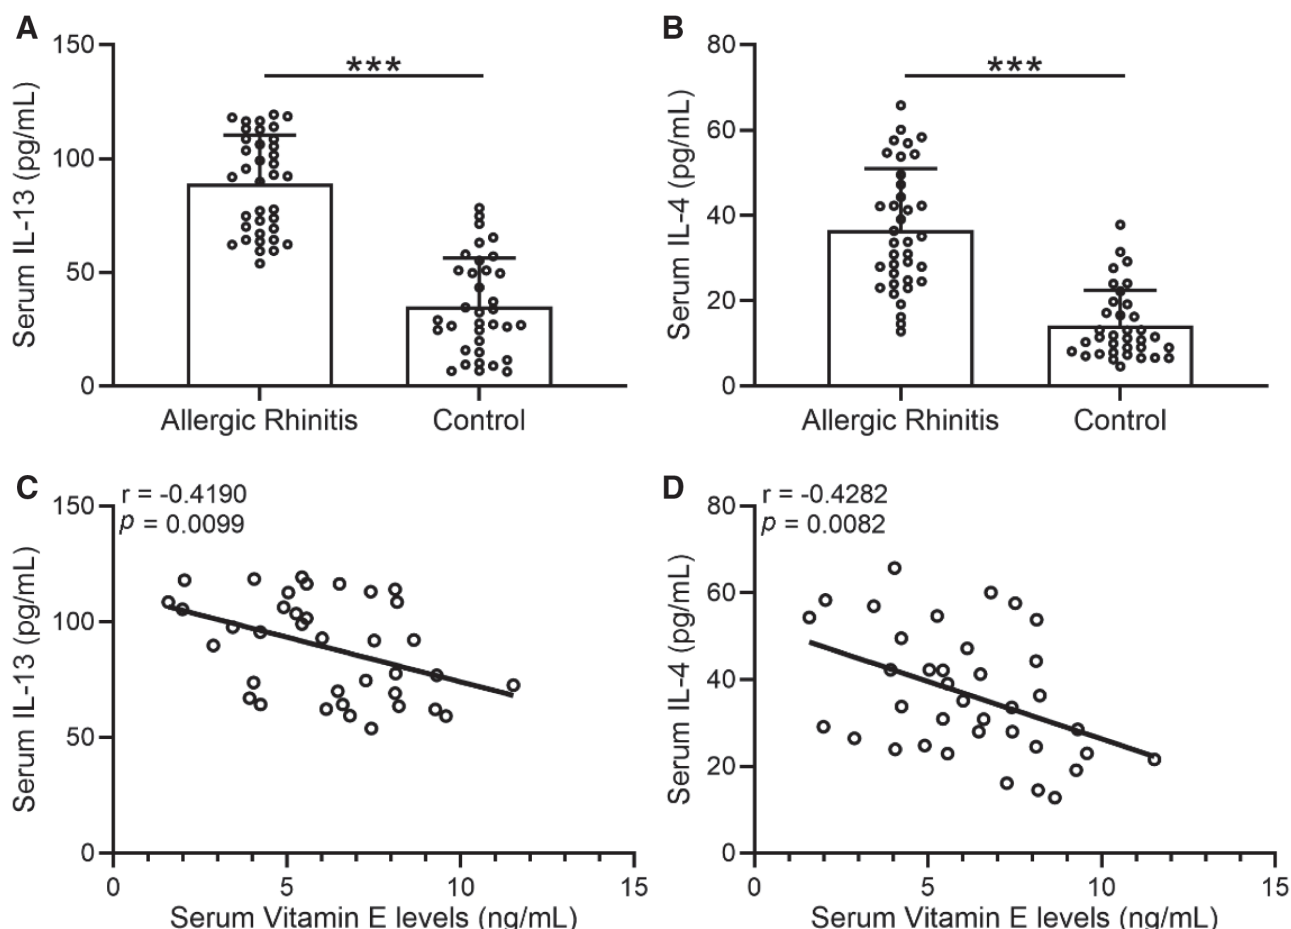 A
Serum IL-13 (pg/mL)
150
100
50
0
***
Allergic Rhinitis
Control
B
Serum IL-4 (pg/mL)
80
60
40
20
0
***
Allergic Rhinitis
Control
C
r = -0.4190
p = 0.0099
Serum IL-13 (pg/mL)
150
100
50
0
0
5
10
15
Serum Vitamin E levels (ng/mL)
D
r = -0.4282
p = 0.0082
Serum IL-4 (pg/mL)
80
60
40
20
0
0
5
10
15
Serum Vitamin E levels (ng/mL)